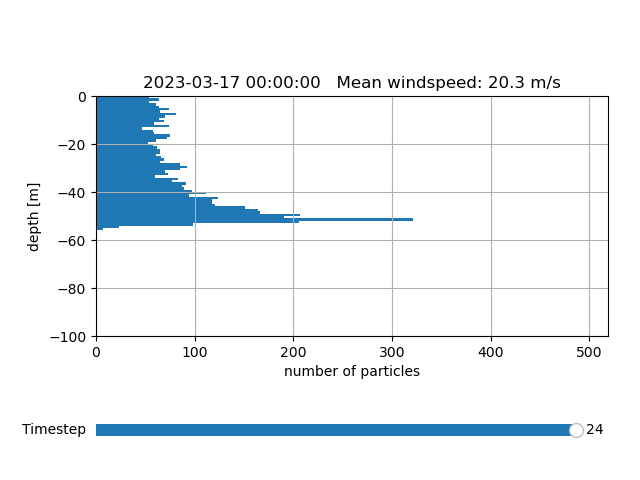 2023-03-17 00:00:00   Mean windspeed: 20.3 m/s
0
−20
−40
−60
−80
−100
depth [m]
0 100 200 300 400 500
number of particles
Timestep 24